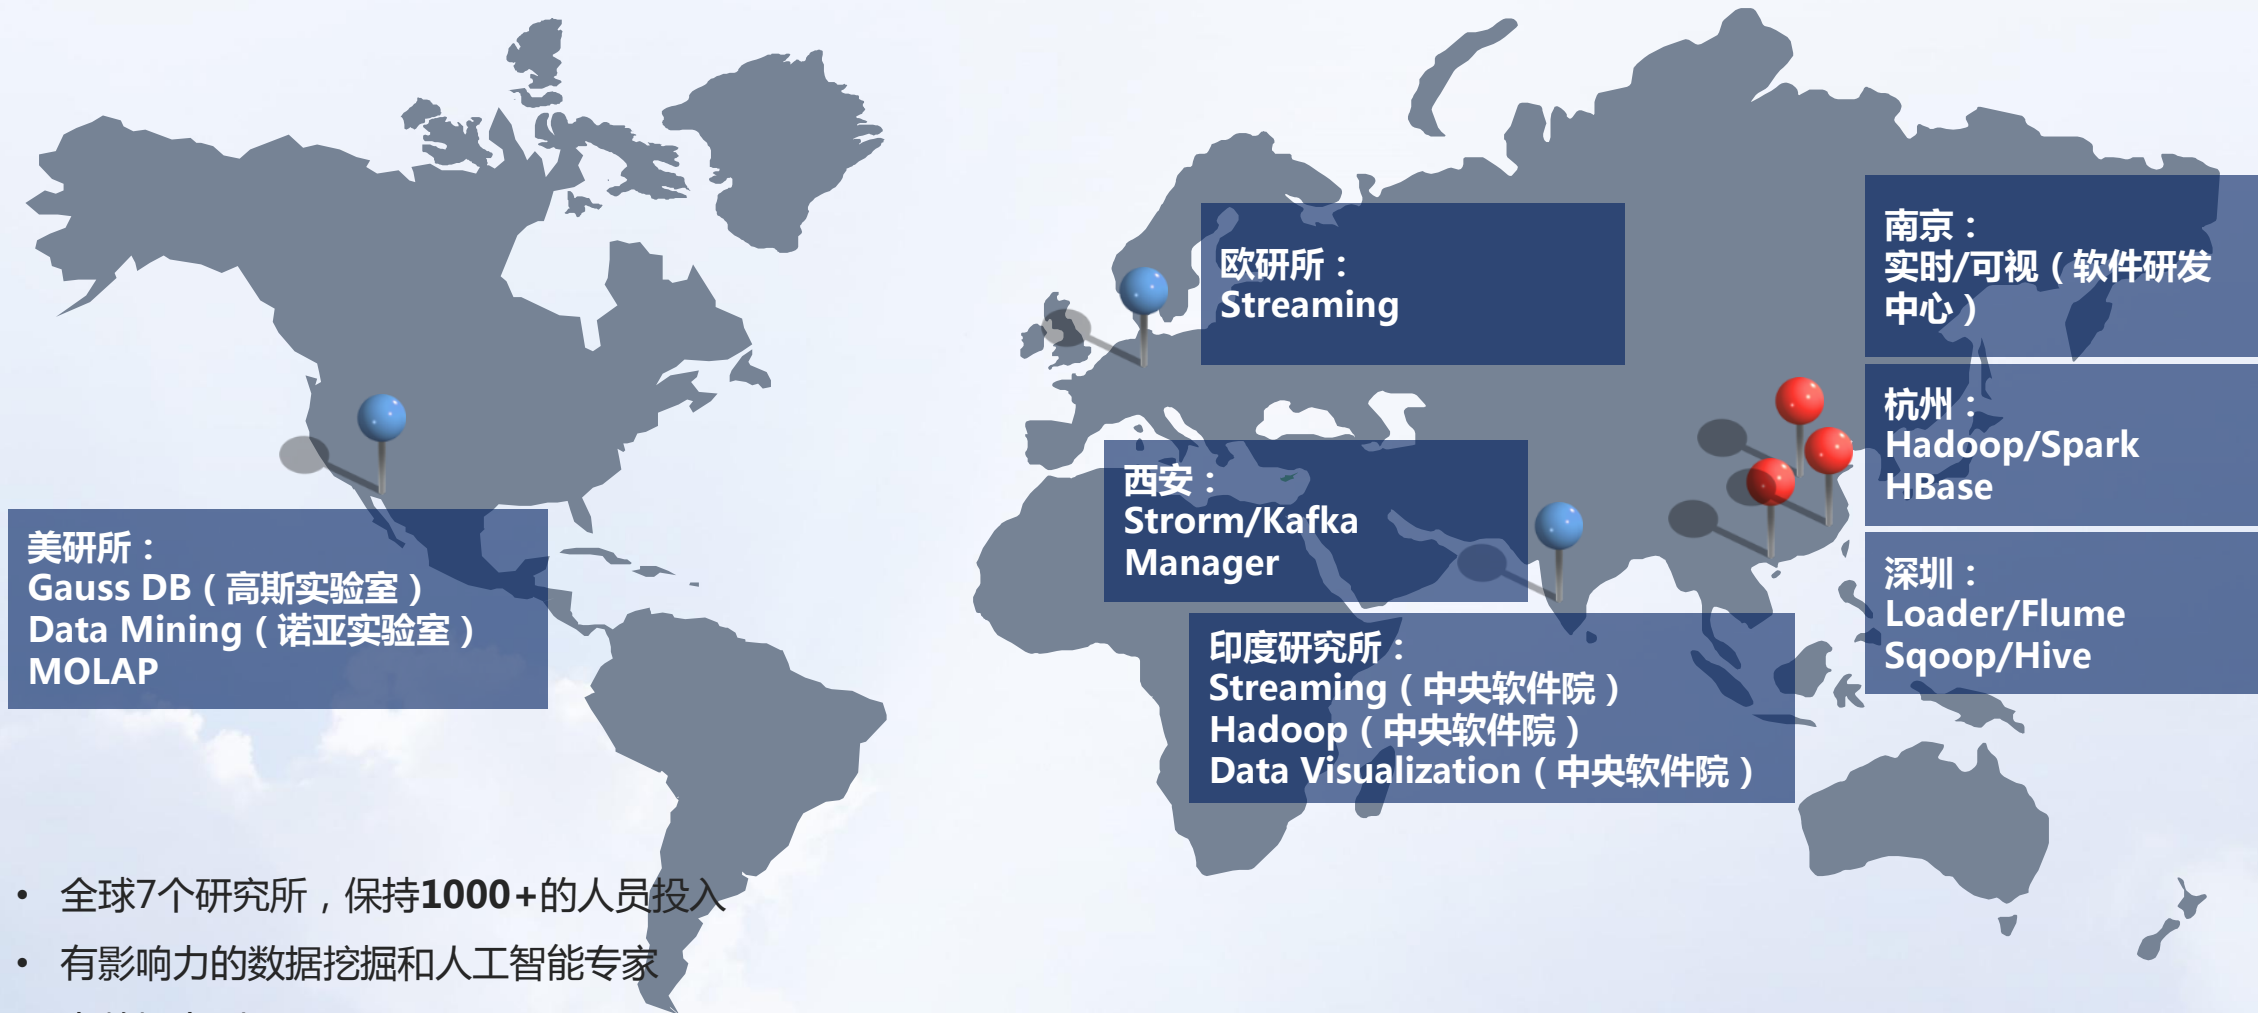 欧研所：
Streaming
南京：
实时/可视（软件研发
中心）
杭州：
Hadoop/Spark
HBase
西安：
Strorm/Kafka
Manager
美研所：
Gauss DB（高斯实验室）
Data Mining（诺亚实验室）
MOLAP
深圳：
Loader/Flume
Sqoop/Hive
印度研究所：
Streaming（中央软件院）
Hadoop（中央软件院）
Data Visualization（中央软件院）
• 全球7个研究所，保持1000+的人员投入
• 有影响力的数据挖掘和人工智能专家